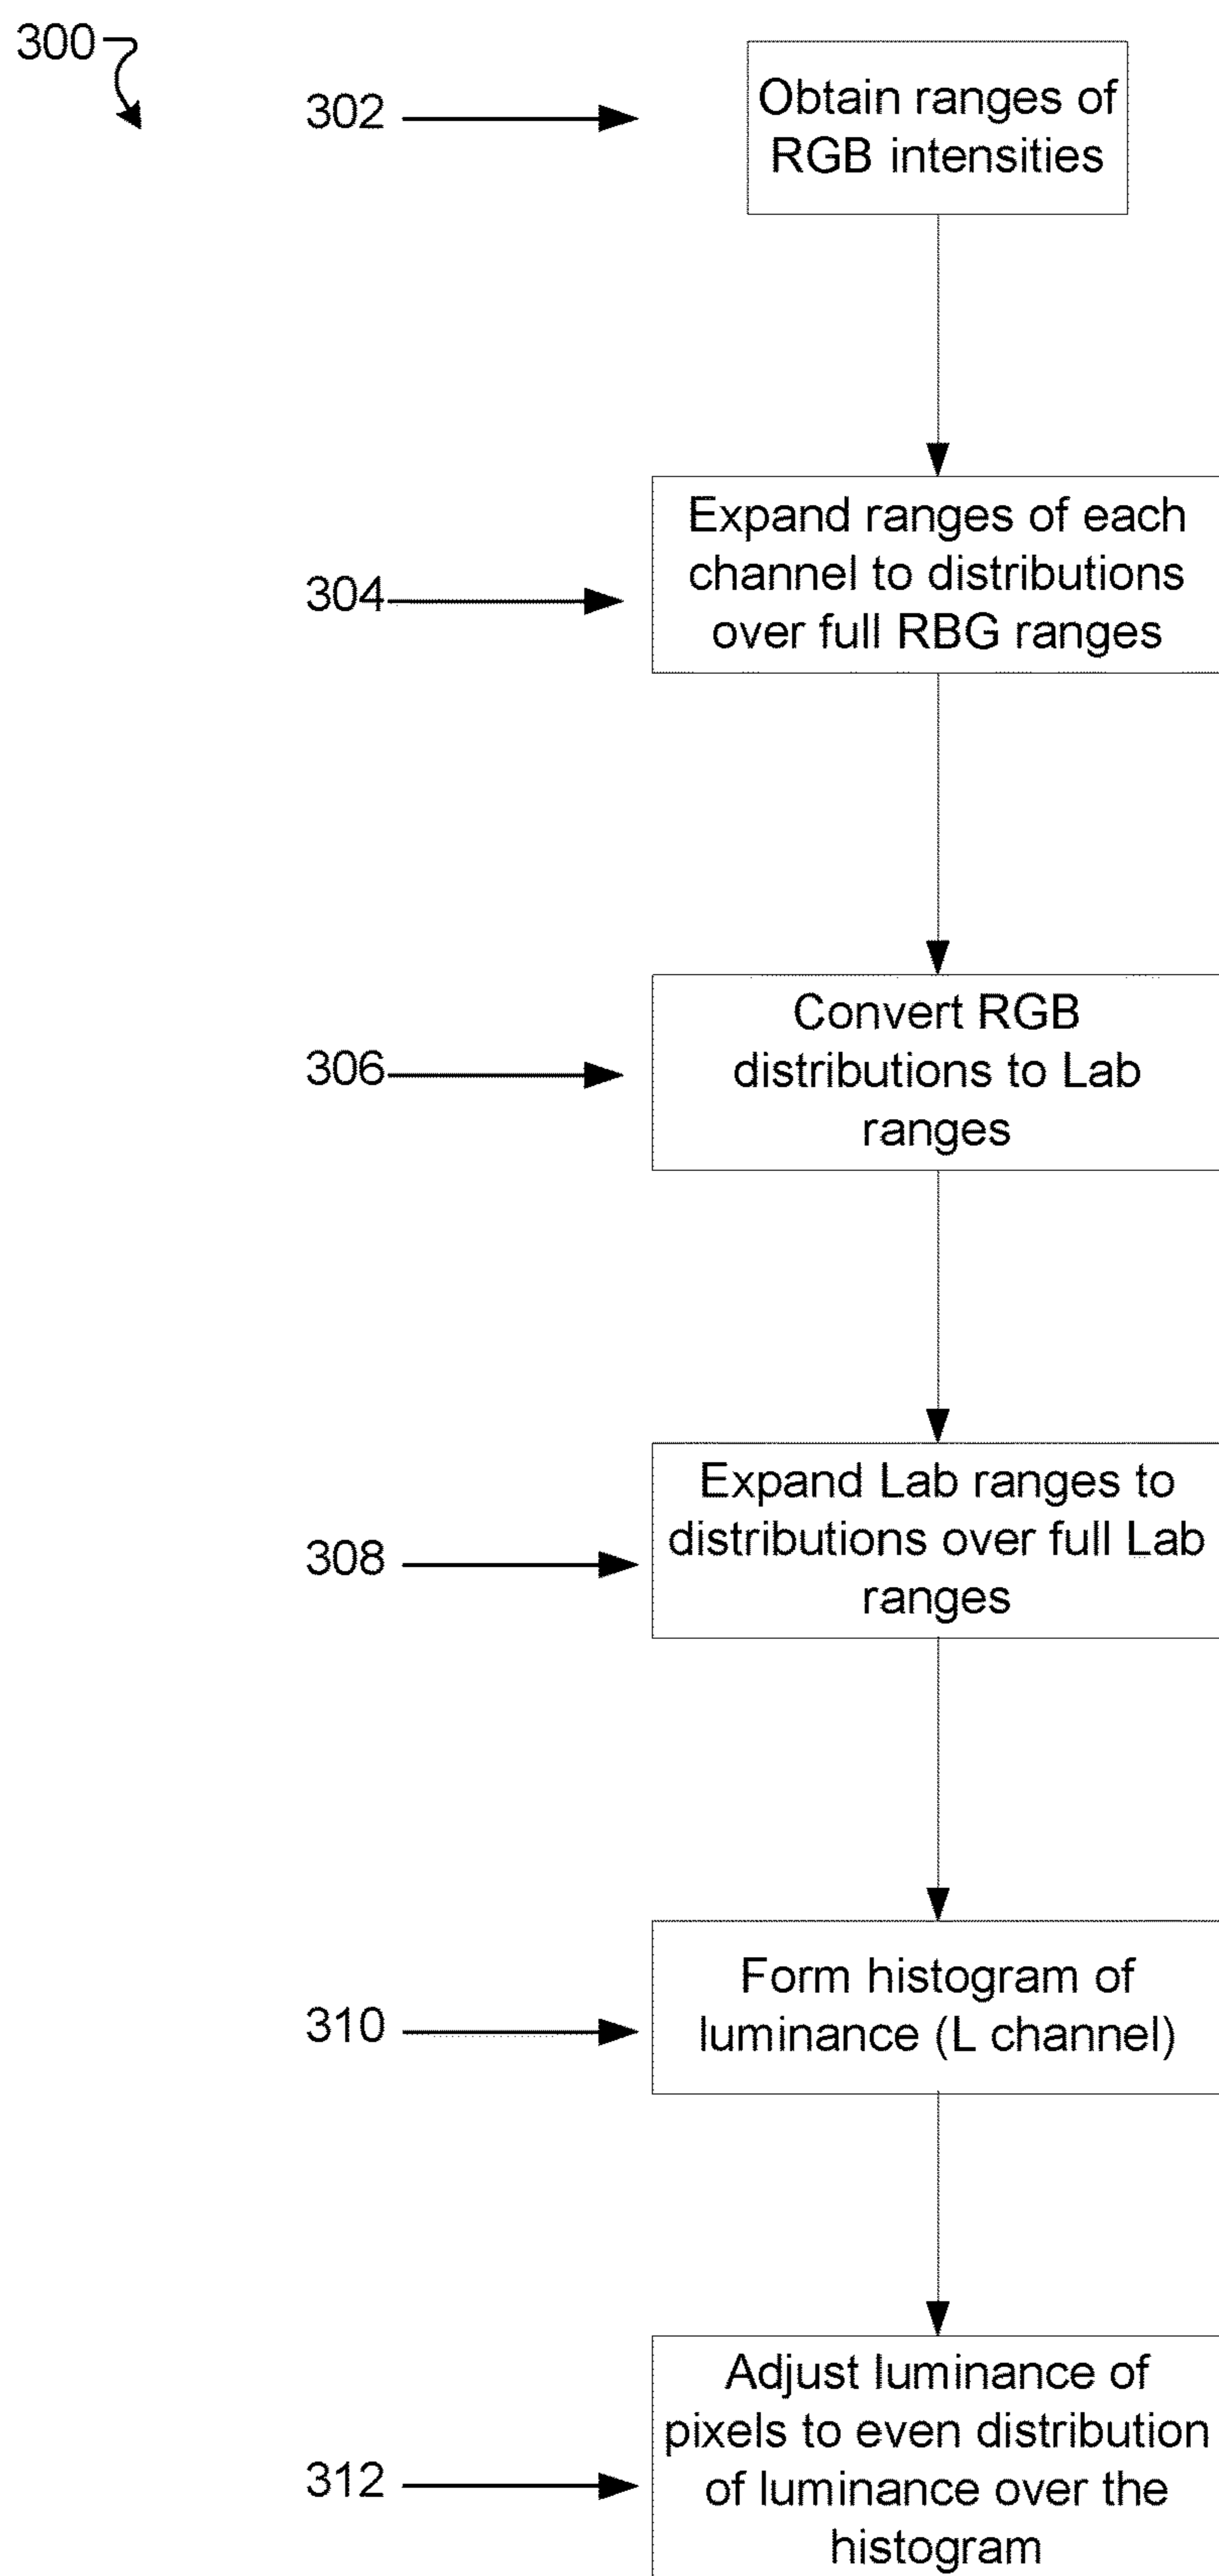 300
302
Obtain ranges of
RGB intensities
304
Expand ranges of each
channel to distributions
over full RBG ranges
306
Convert RGB
distributions to Lab
ranges
308
Expand Lab ranges to
distributions over full Lab
ranges
310
Form histogram of
luminance (L channel)
312
Adjust luminance of
pixels to even distribution
of luminance over the
histogram